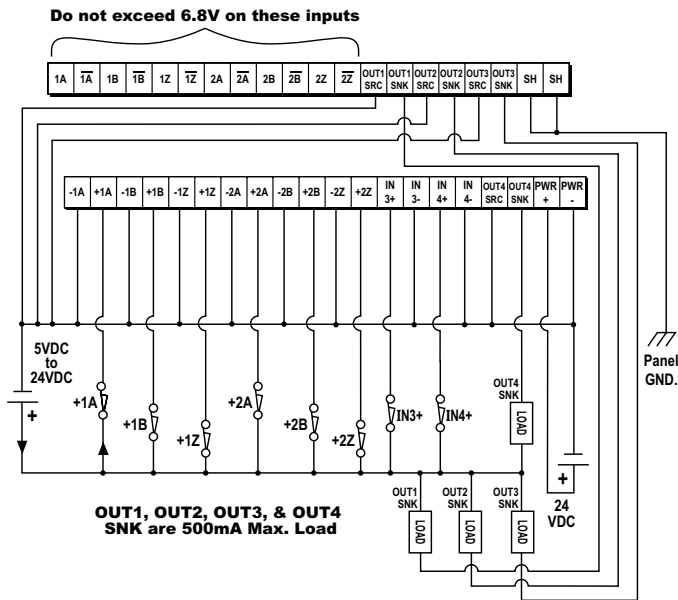 Do not exceed 6.8V on these inputs
1A 1A̅ 1B 1B̅ 1Z 1Z̅ 2A 2A̅ 2B 2B̅ 2Z 2Z̅ OUT1 SRC OUT1 SNK OUT2 SRC OUT2 SNK OUT3 SRC OUT3 SNK SH SH
-1A +1A -1B +1B -1Z +1Z -2A +2A -2B +2B -2Z +2Z IN 3+ IN 3- IN 4+ IN 4- OUT4 SRC OUT4 SNK PWR + PWR -
5VDC
to
24VDC
+
+1A
+1B
+1Z
+2A
+2B
+2Z
IN3+
IN4+
OUT4
SNK
LOAD
Panel
GND.
+
24
VDC
OUT1
SNK
LOAD
OUT2
SNK
LOAD
OUT3
SNK
LOAD
OUT1, OUT2, OUT3, & OUT4
SNK are 500mA Max. Load